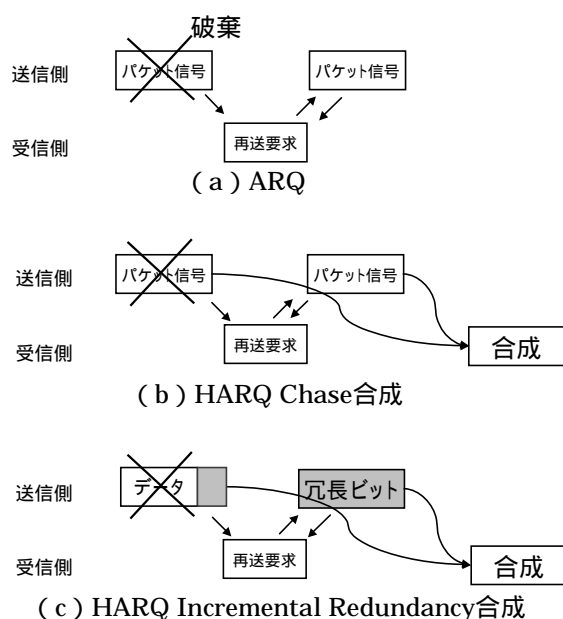 破棄
送信側 パケット信号 パケット信号
受信側 再送要求
(a)ARQ
送信側 パケット信号 パケット信号
受信側 再送要求 合成
(b)HARQ Chase合成
送信側 データ 冗長ビット
受信側 再送要求 合成
(c)HARQ Incremental Redundancy合成